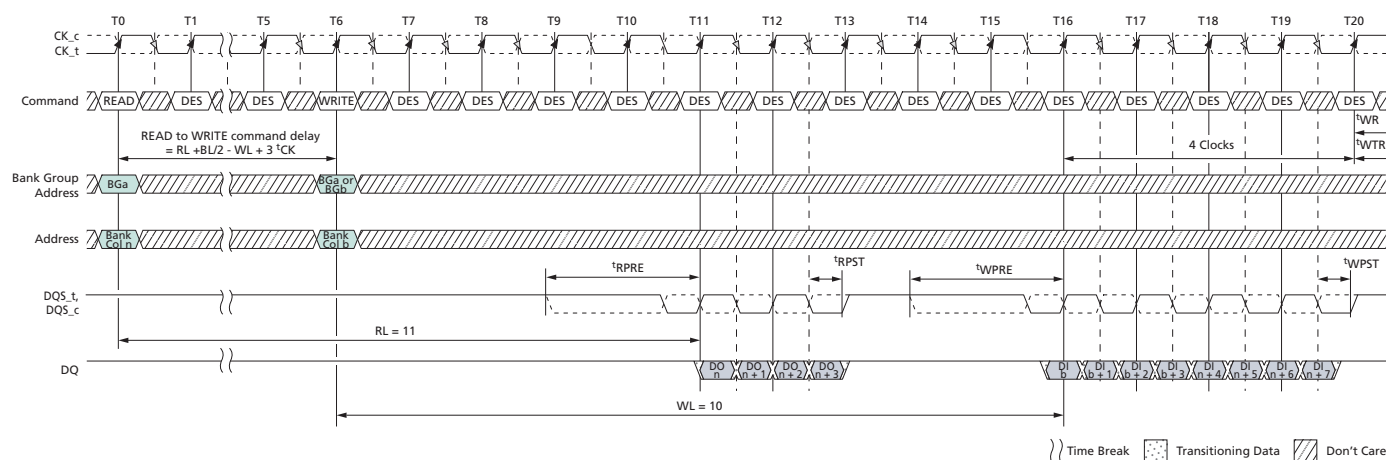 T0 T1 T5 T6 T7 T8 T9 T10 T11 T12 T13 T14 T15 T16 T17 T18 T19 T20
CK_c
CK_t
Command READ DES DES WRITE DES DES DES DES DES DES DES DES DES DES DES DES DES DES
READ to WRITE command delay
= RL +BL/2 - WL + 3 tCK
tWR
4 Clocks
tWTR
Bank Group
Address
BGa
BGa or
BGb
Address
Bank
Col n
Bank
Col b
tRPRE tRPST tWPRE tWPST
DQS_t,
DQS_c
RL = 11
DQ
DO
n
DO
n + 1
DO
n + 2
DO
n + 3
DI
b
DI
b + 1
DI
b + 2
DI
b + 3
DI
n + 4
DI
n + 5
DI
n + 6
DI
n + 7
WL = 10
Time Break Transitioning Data Don't Care